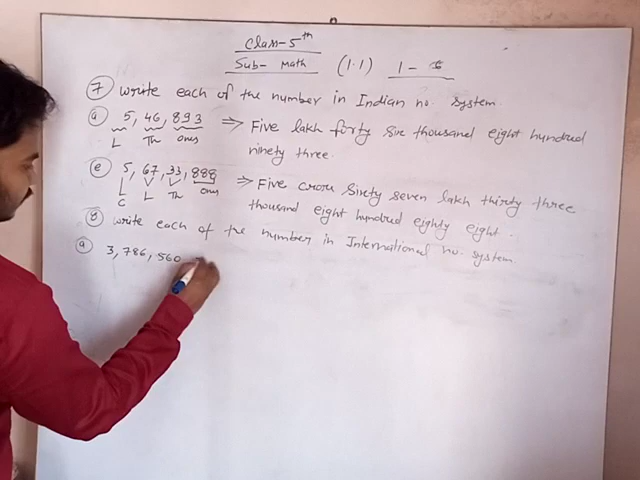 Class-5th
Sub- Math (1.1) 1-
7 Write each of the number in Indian no. system.
a 5, 46, 893 ⇒ Five lakh forty six thousand eight hundred
L Th Ones ninety three.
e 5, 67, 33, 888 ⇒ Five crore sixty seven lakh thirty three
C L Th Ones thousand eight hundred eighty eight.
8 Write each of the number in International no. system
a 3, 786, 560